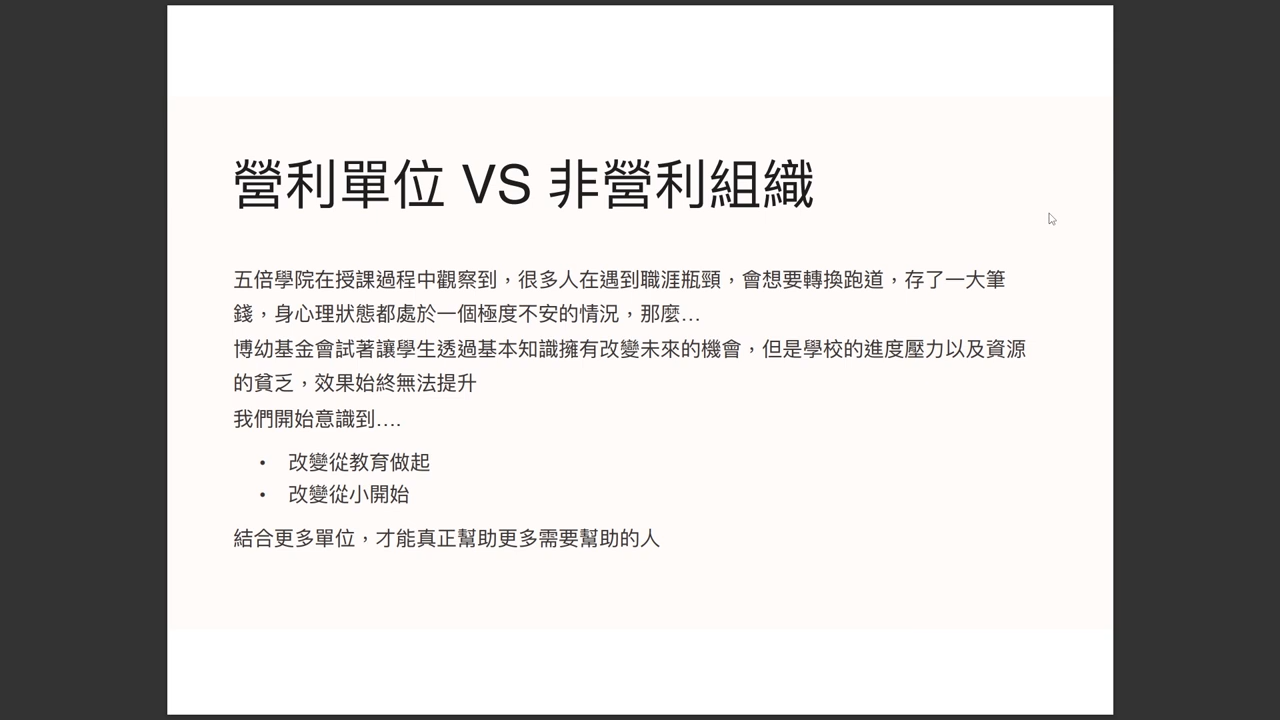 營利單位 VS 非營利組織
五倍學院在授課過程中觀察到，很多人在遇到職涯瓶頸，會想要轉換跑道，存了一大筆
錢，身心理狀態都處於一個極度不安的情況，那麼…
博幼基金會試著讓學生透過基本知識擁有改變未來的機會，但是學校的進度壓力以及資源
的貧乏，效果始終無法提升
我們開始意識到….
• 改變從教育做起
• 改變從小開始
結合更多單位，才能真正幫助更多需要幫助的人